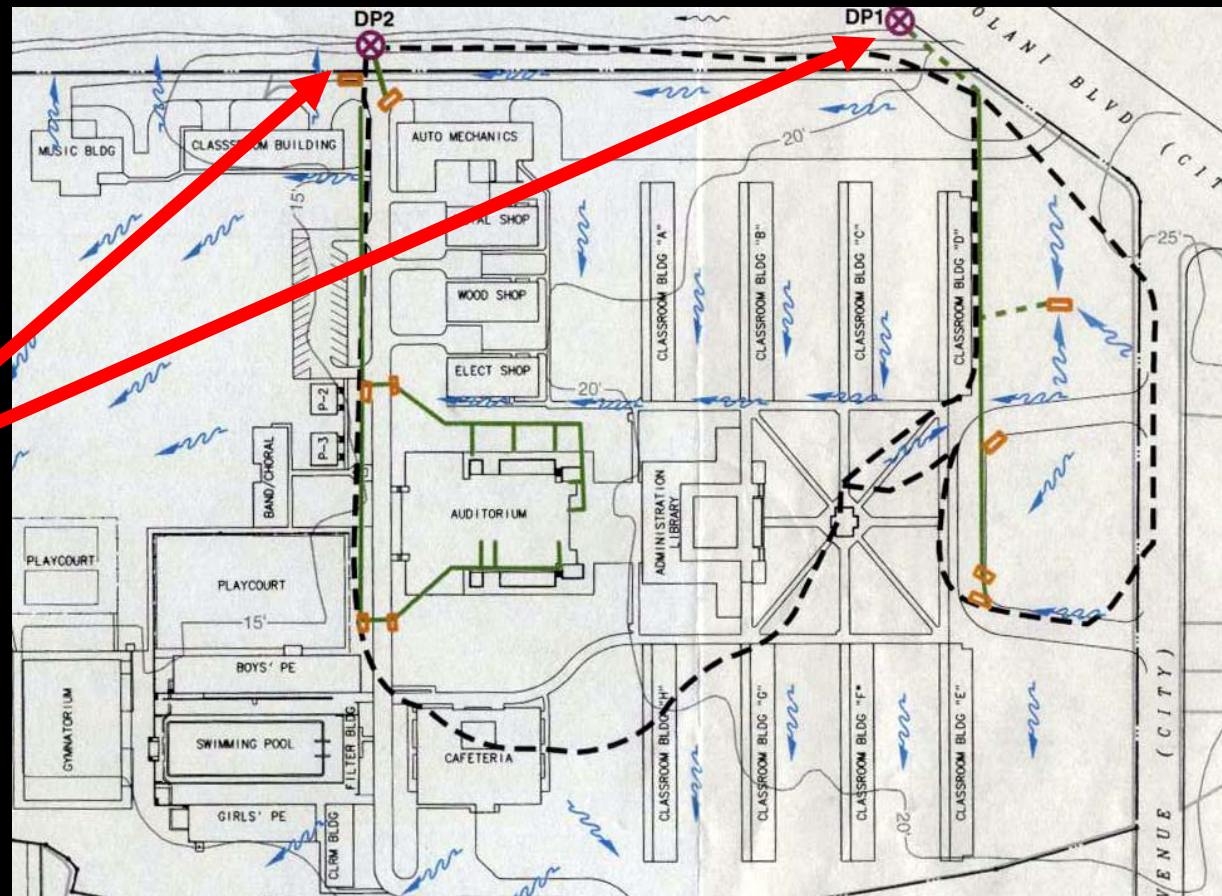 DP2
DP1
OLANI BLVD (CIT
MUSIC BLDG
CLASSSROOM BUILDING
AUTO MECHANICS
20'
15'
25'
TAL SHOP
WOOD SHOP
ELECT SHOP
CLASSROOM BLDG "A"
CLASSROOM BLDG "B"
CLASSROOM BLDG "C"
CLASSROOM BLDG "D"
20'
P-2
P-3
BAND/CHORAL
AUDITORIUM
ADMINISTRATION
LIBRARY
PLAYCOURT
PLAYCOURT
15'
BOYS' PE
GYMNATORIUM
SWIMMING POOL
FILTER BLDG
CAFETERIA
GIRLS' PE
CLRM BLDG
CLASSROOM BLDG "H"
CLASSROOM BLDG "G"
CLASSROOM BLDG "F"
CLASSROOM BLDG "E"
20'
ENUE (CITY)